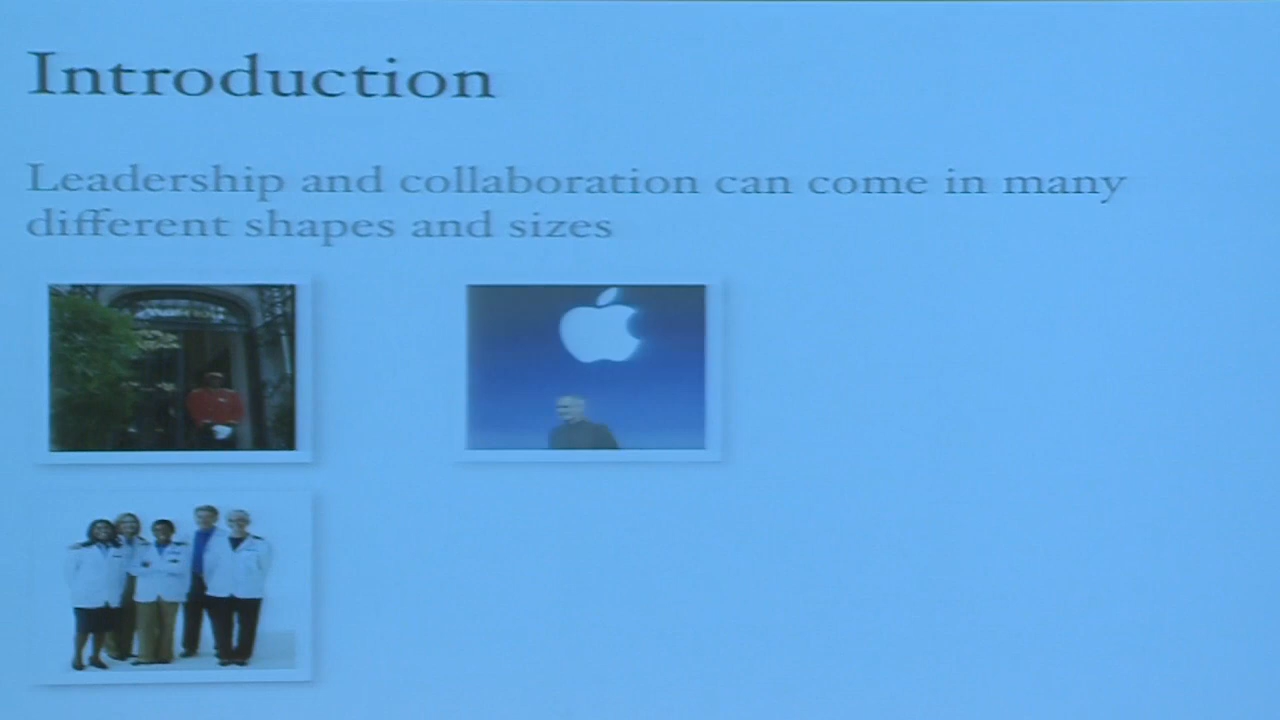 Introduction
Leadership and collaboration can come in many
different shapes and sizes